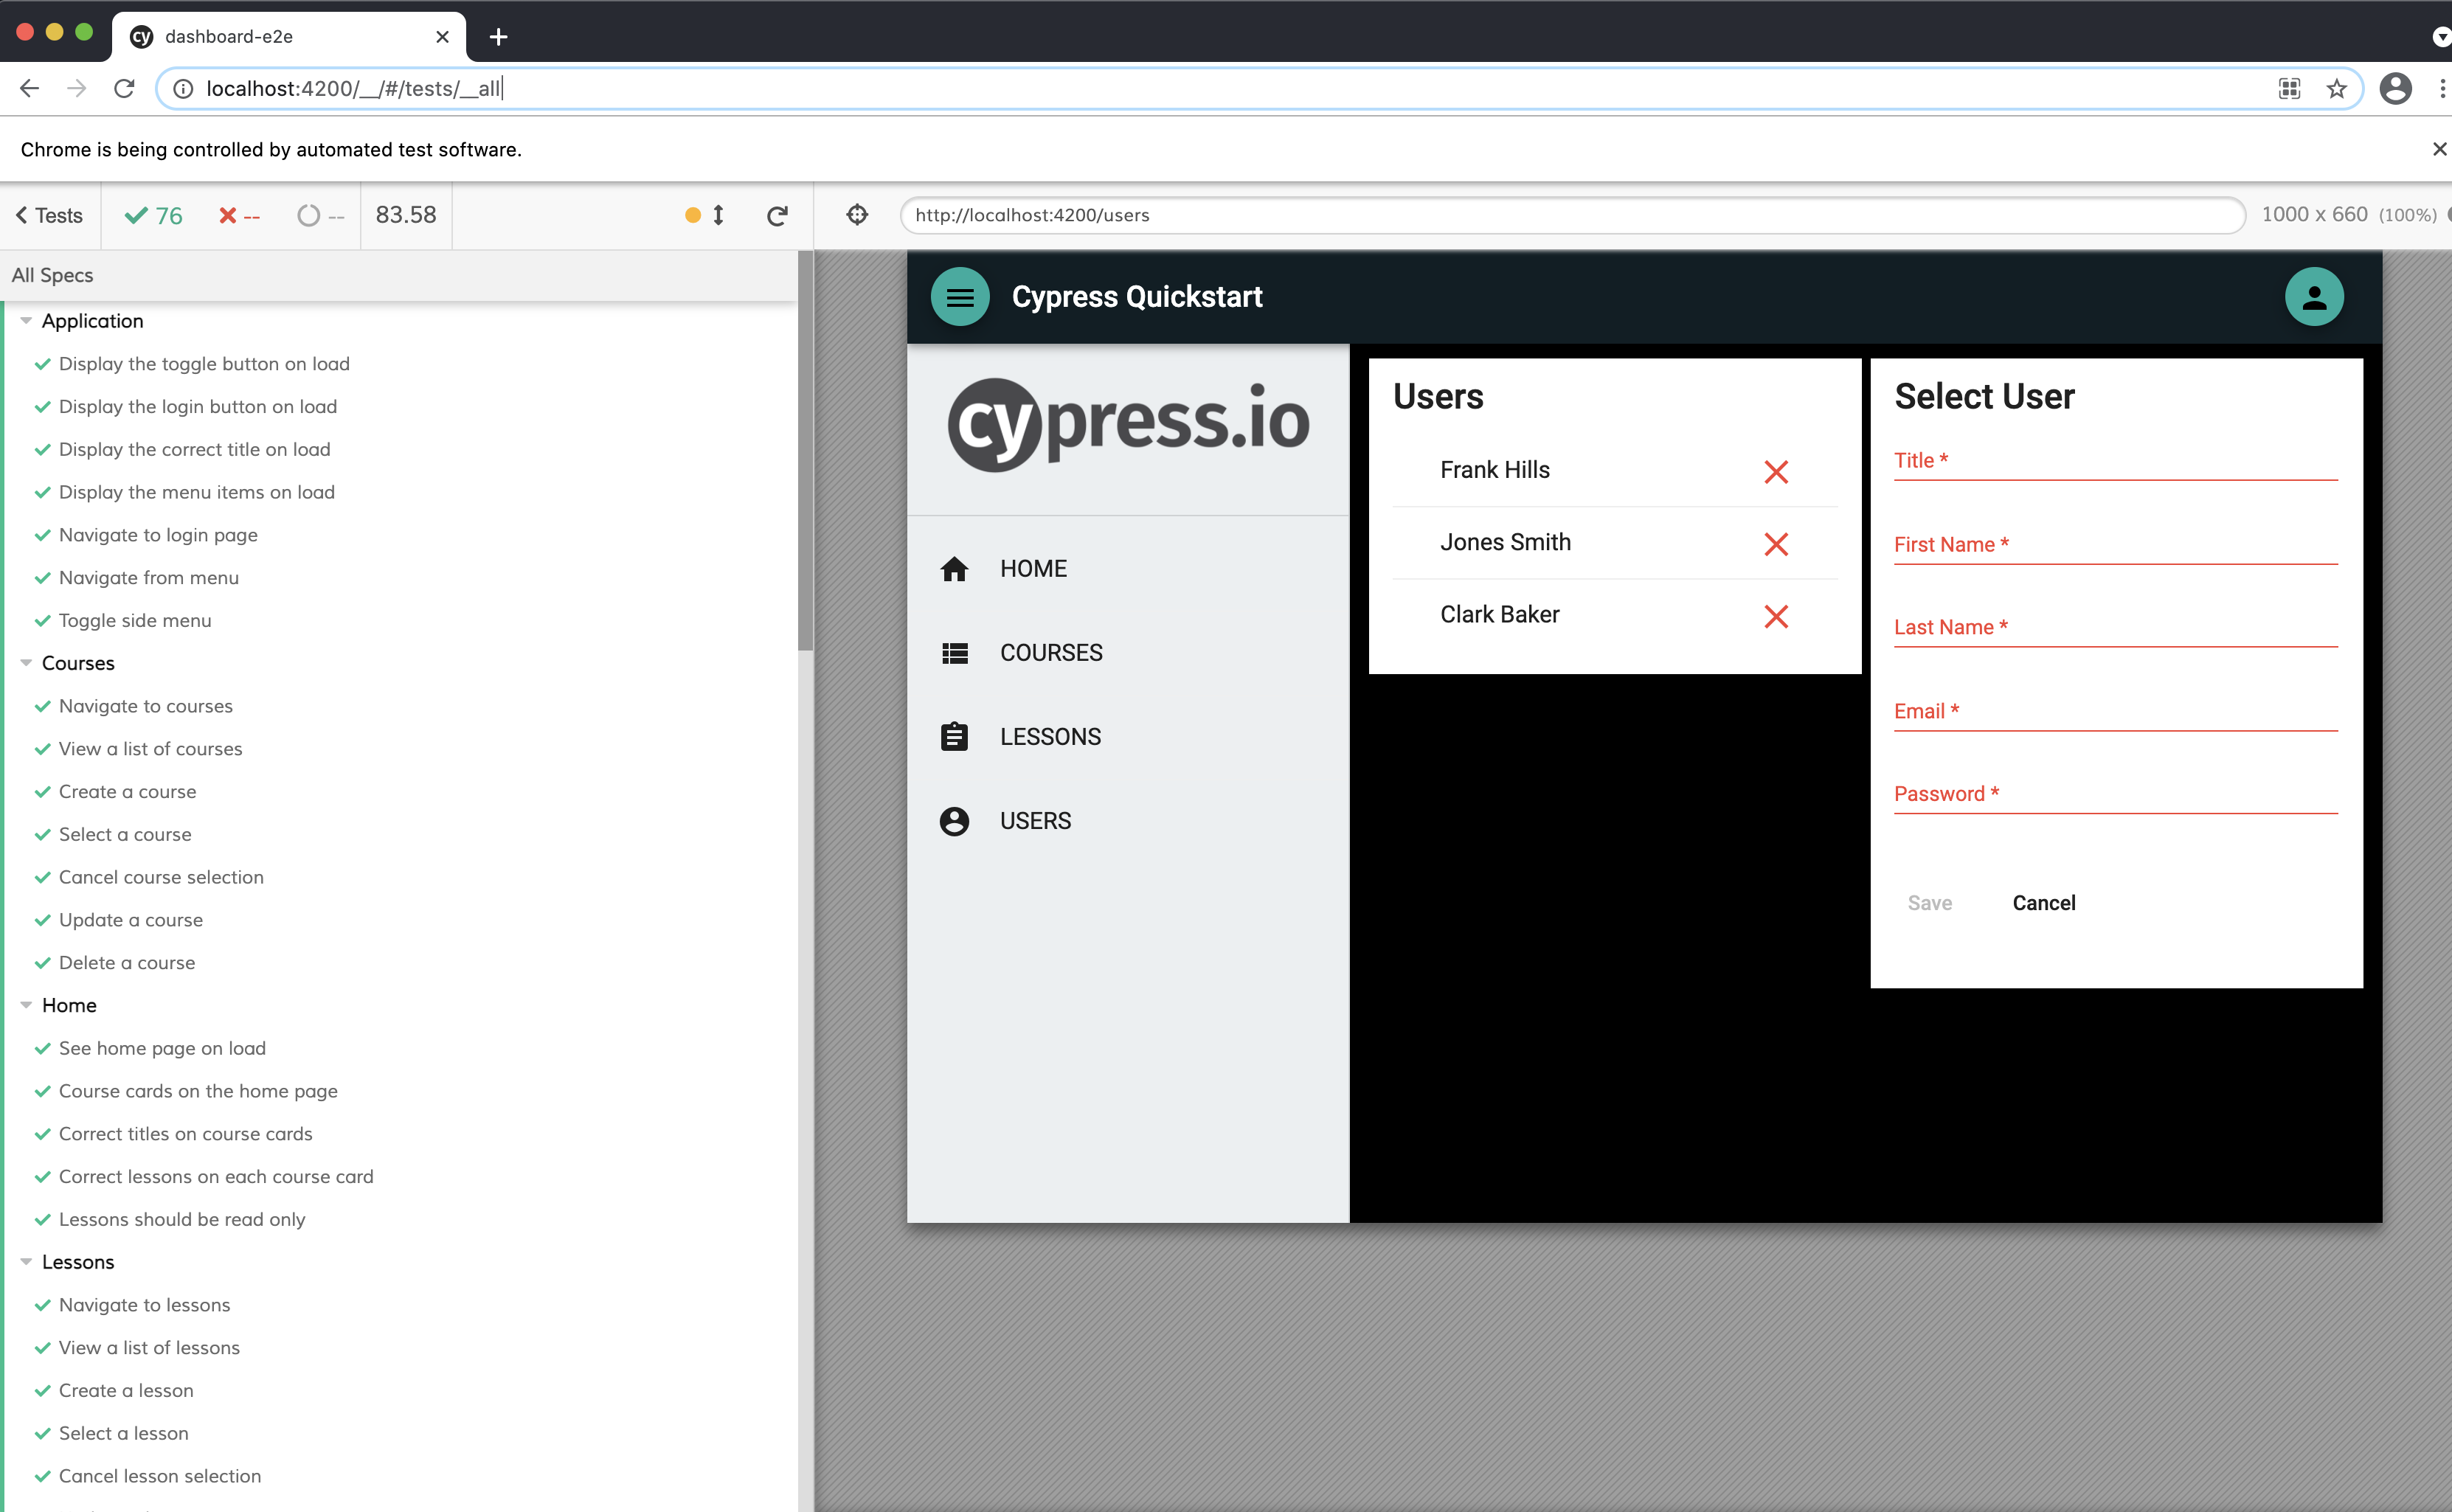 dashboard-e2e
localhost:4200/__/#/tests/__all
Chrome is being controlled by automated test software.
Tests 76 -- -- 83.58
http://localhost:4200/users 1000 x 660 (100%)
All Specs
Application
Display the toggle button on load
Display the login button on load
Display the correct title on load
Display the menu items on load
Navigate to login page
Navigate from menu
Toggle side menu
Courses
Navigate to courses
View a list of courses
Create a course
Select a course
Cancel course selection
Update a course
Delete a course
Home
See home page on load
Course cards on the home page
Correct titles on course cards
Correct lessons on each course card
Lessons should be read only
Lessons
Navigate to lessons
View a list of lessons
Create a lesson
Select a lesson
Cancel lesson selection
Cypress Quickstart
cypress.io
HOME
COURSES
LESSONS
USERS
Users
Frank Hills
Jones Smith
Clark Baker
Select User
Title *
First Name *
Last Name *
Email *
Password *
Save Cancel